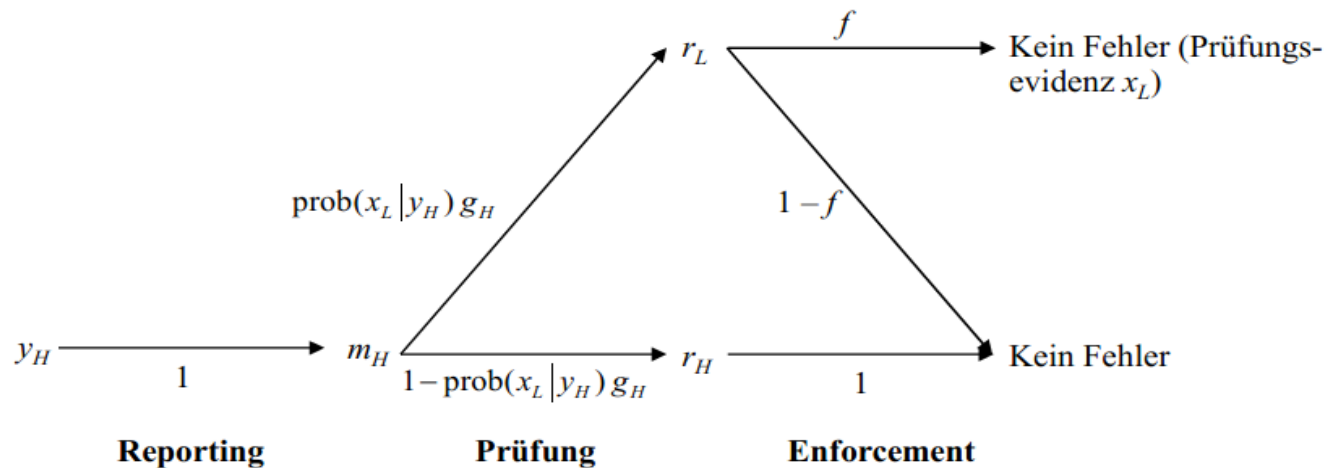 f
r_L
Kein Fehler (Prüfungs-
evidenz x_L)
prob(x_L|y_H) g_H
1 – f
y_H
1
m_H
1 – prob(x_L|y_H) g_H
r_H
1
Kein Fehler
Reporting
Prüfung
Enforcement